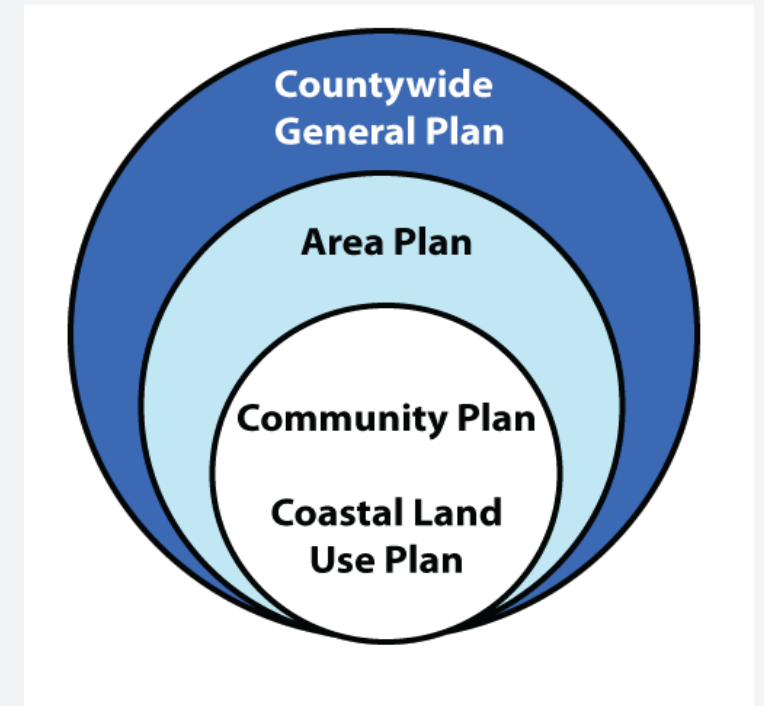 Countywide
General Plan
Area Plan
Community Plan
Coastal Land
Use Plan